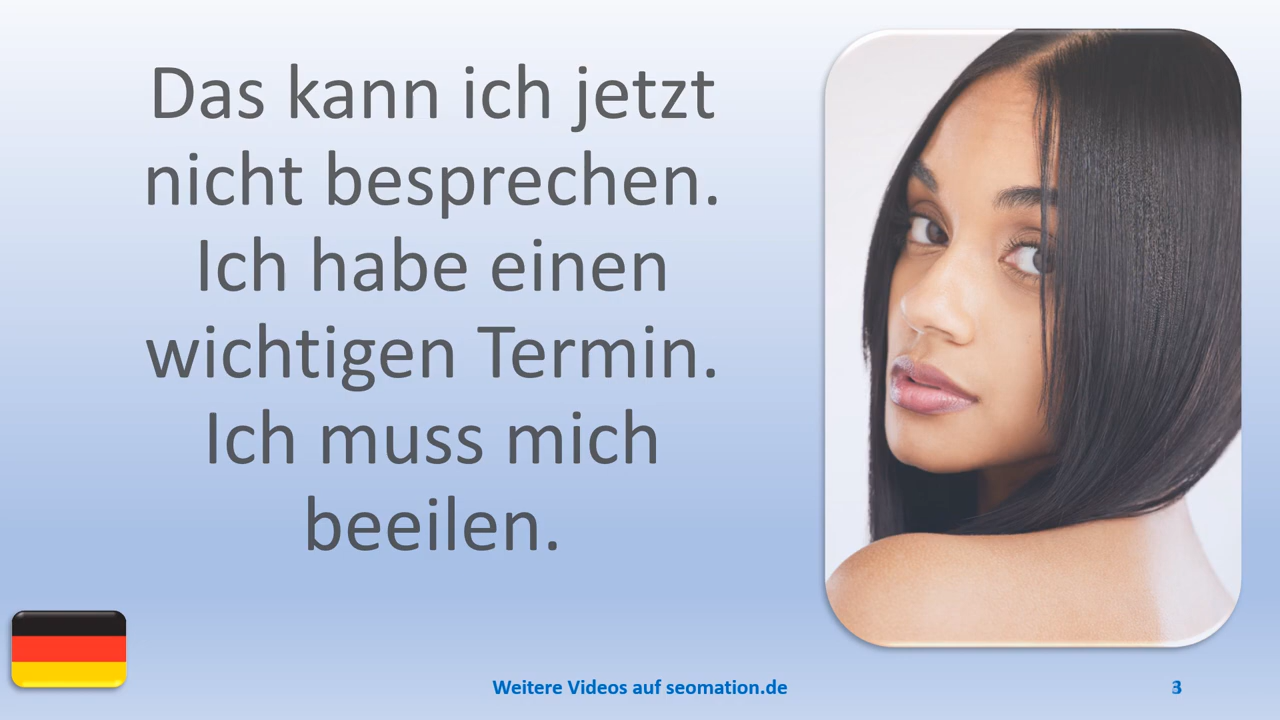 Das kann ich jetzt
nicht besprechen.
Ich habe einen
wichtigen Termin.
Ich muss mich
beeilen.
Weitere Videos auf seomation.de
3